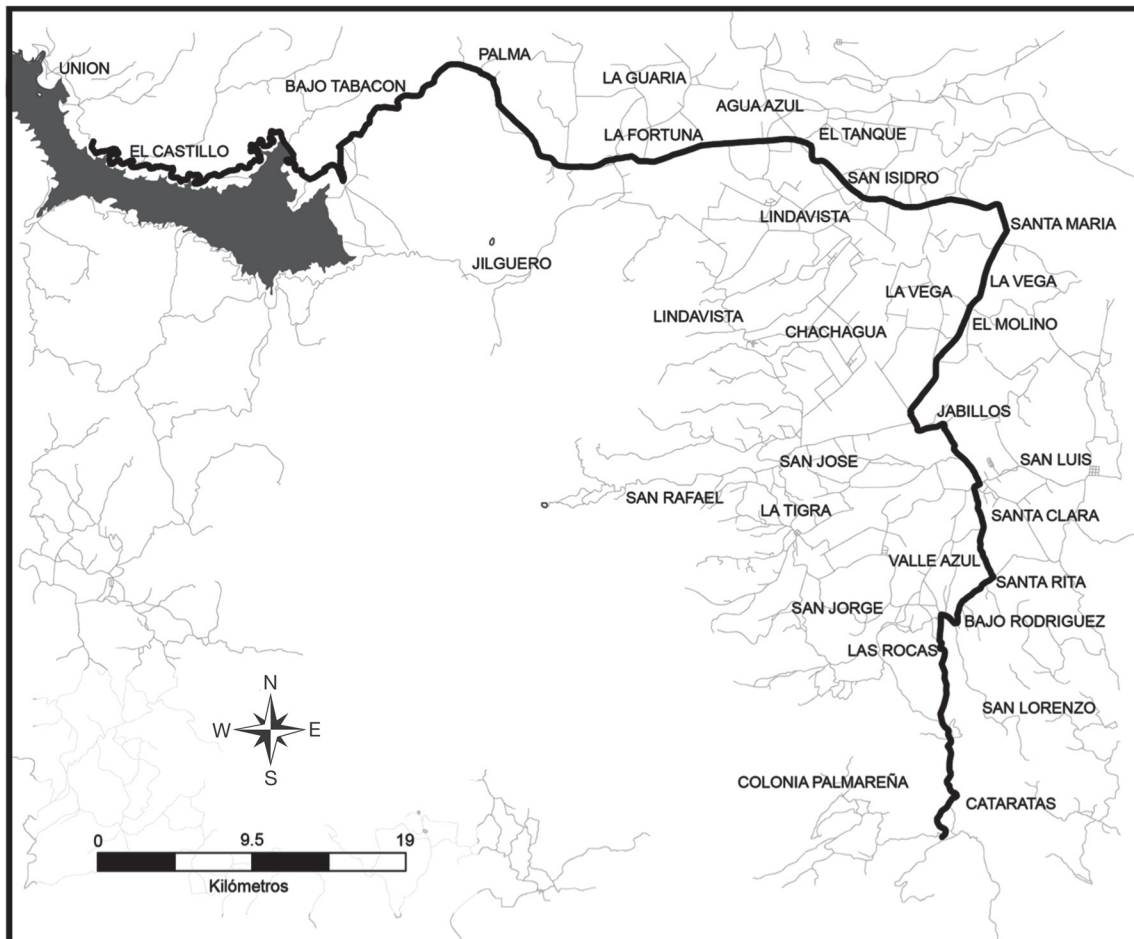 UNION
PALMA
BAJO TABACON
LA GUARIA
AGUA AZUL
EL TANQUE
LA FORTUNA
EL CASTILLO
SAN ISIDRO
LINDAVISTA
SANTA MARIA
JILGUERO
LA VEGA
LA VEGA
LINDAVISTA
CHACHAGUA
EL MOLINO
JABILLOS
SAN JOSE
SAN LUIS
SAN RAFAEL
LA TIGRA
SANTA CLARA
VALLE AZUL
SANTA RITA
SAN JORGE
BAJO RODRIGUEZ
LAS ROCAS
N
W E
S
SAN LORENZO
COLONIA PALMAREÑA
CATARATAS
0 9.5 19
Kilómetros